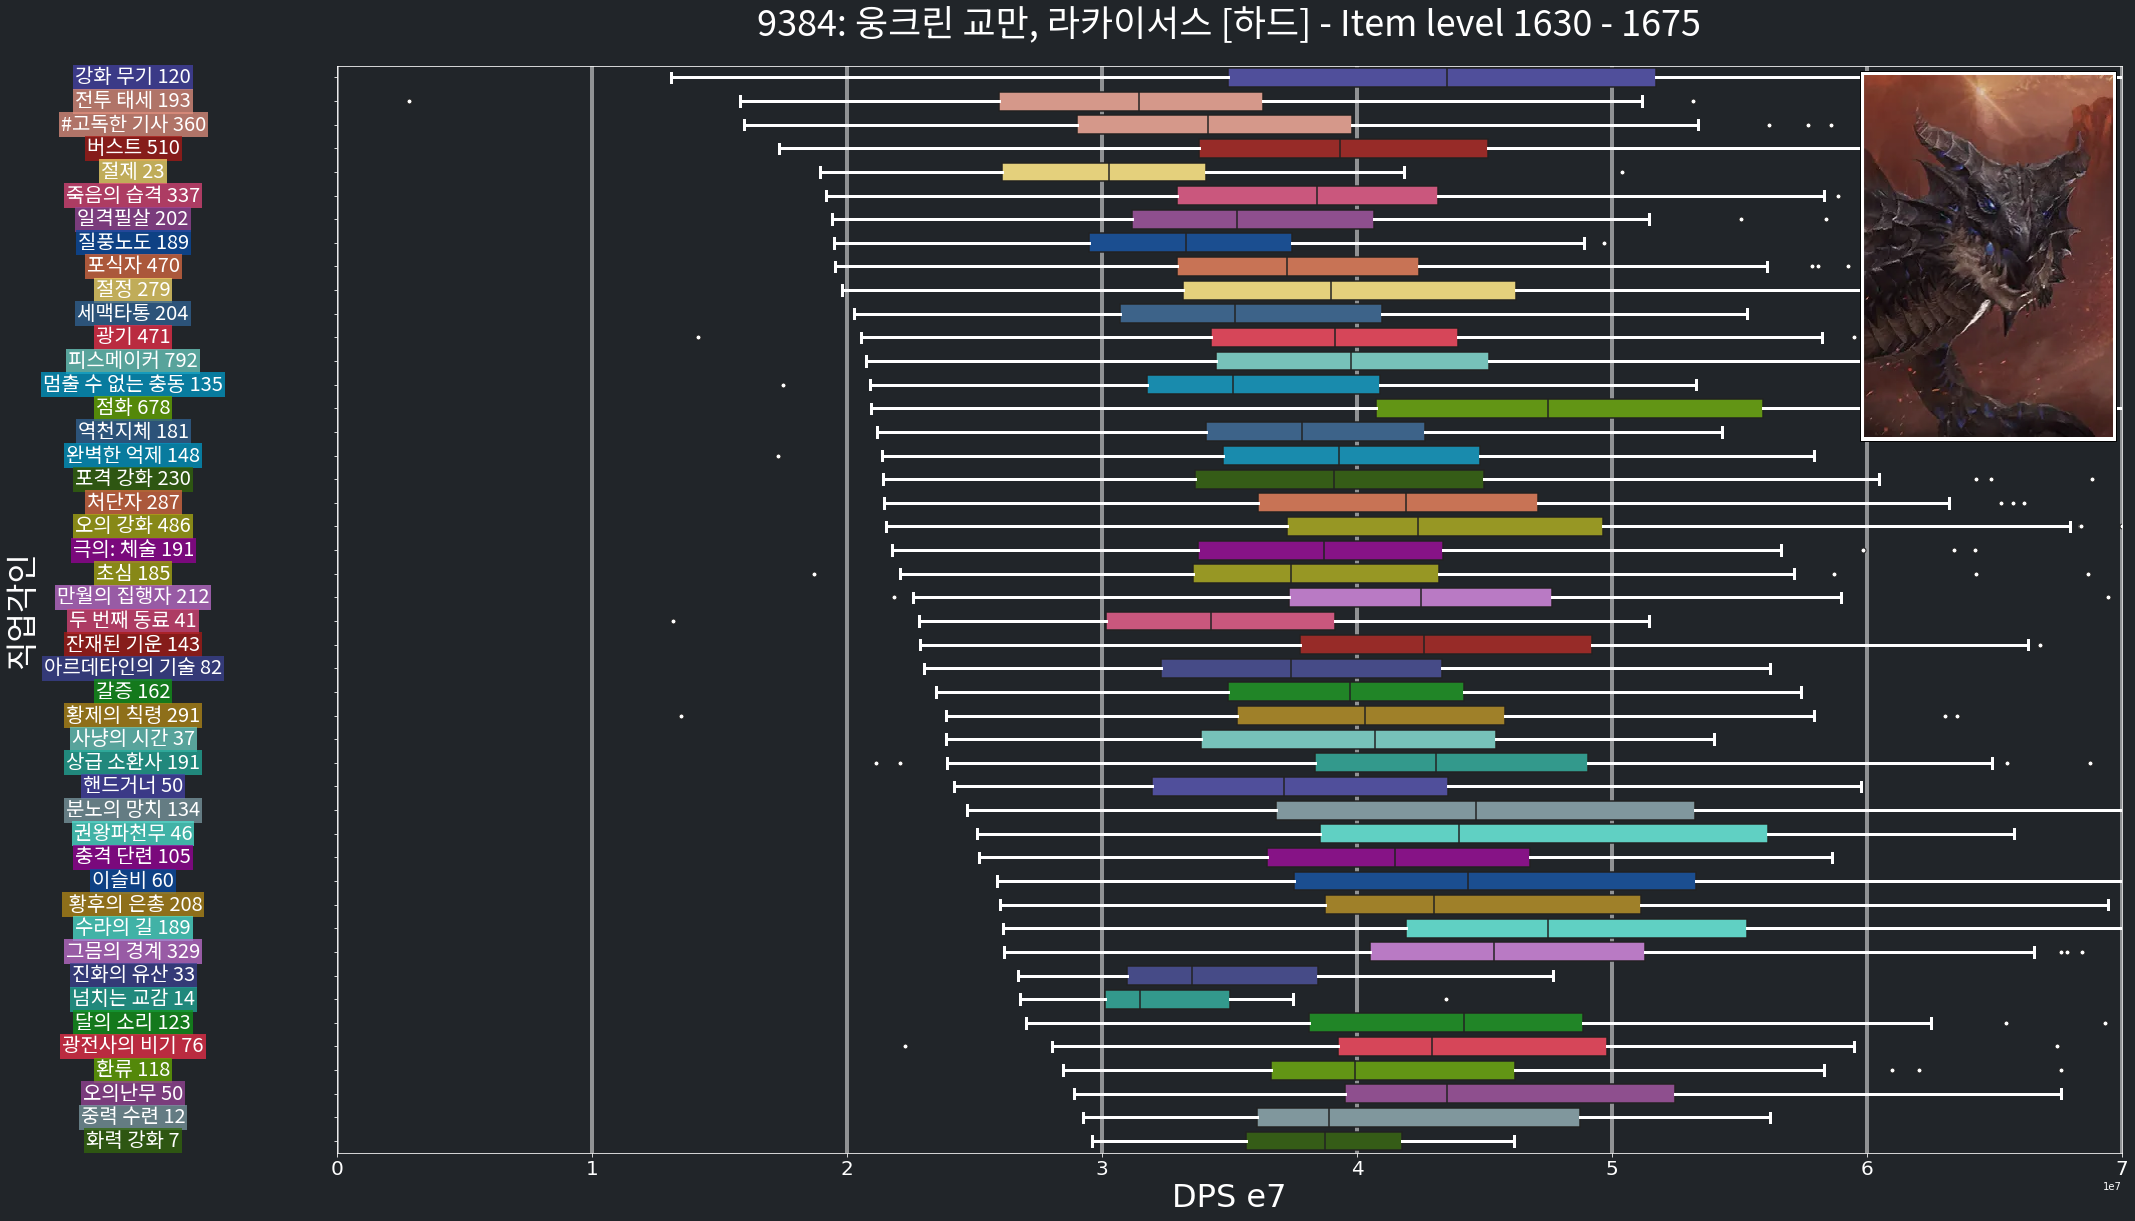 9384: 웅크린 교만, 라카이서스 [하드] - Item level 1630 - 1675
강화 무기 120
전투 태세 193
#고독한 기사 360
버스트 510
절제 23
죽음의 습격 337
일격필살 202
질풍노도 189
포식자 470
절정 279
세맥타통 204
광기 471
피스메이커 792
멈출 수 없는 충동 135
점화 678
역천지체 181
완벽한 억제 148
포격 강화 230
처단자 287
오의 강화 486
극의: 체술 191
초심 185
만월의 집행자 212
두 번째 동료 41
잔재된 기운 143
아르데타인의 기술 82
갈증 162
황제의 칙령 291
사냥의 시간 37
상급 소환사 191
핸드거너 50
분노의 망치 134
권왕파천무 46
충격 단련 105
이슬비 60
황후의 은총 208
수라의 길 189
그믐의 경계 329
진화의 유산 33
넘치는 교감 14
달의 소리 123
광전사의 비기 76
환류 118
오의난무 50
중력 수련 12
화력 강화 7
직업각인
0 1 2 3 4 5 6 7
1e7
DPS e7